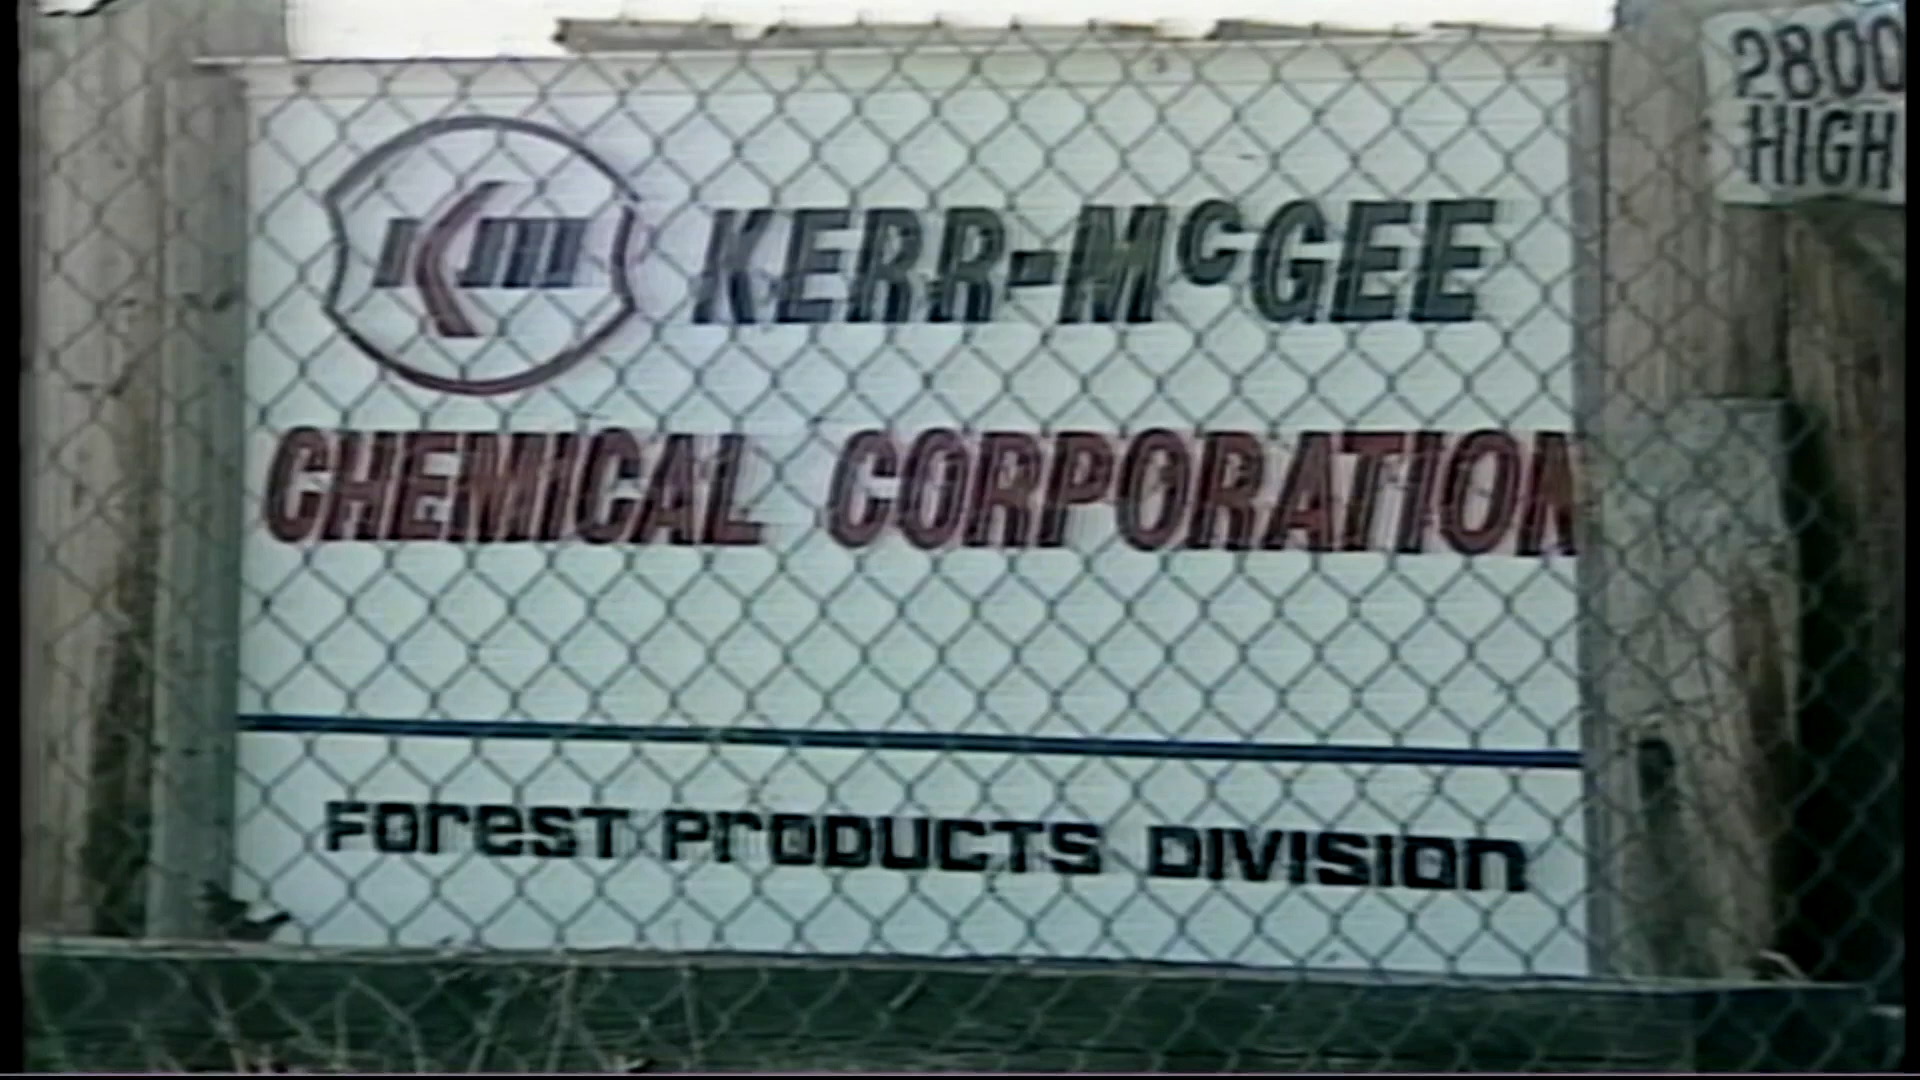 KM KERR-McGEE
CHEMICAL CORPORATION
FOREST PRODUCTS DIVISION
2800
HIGH